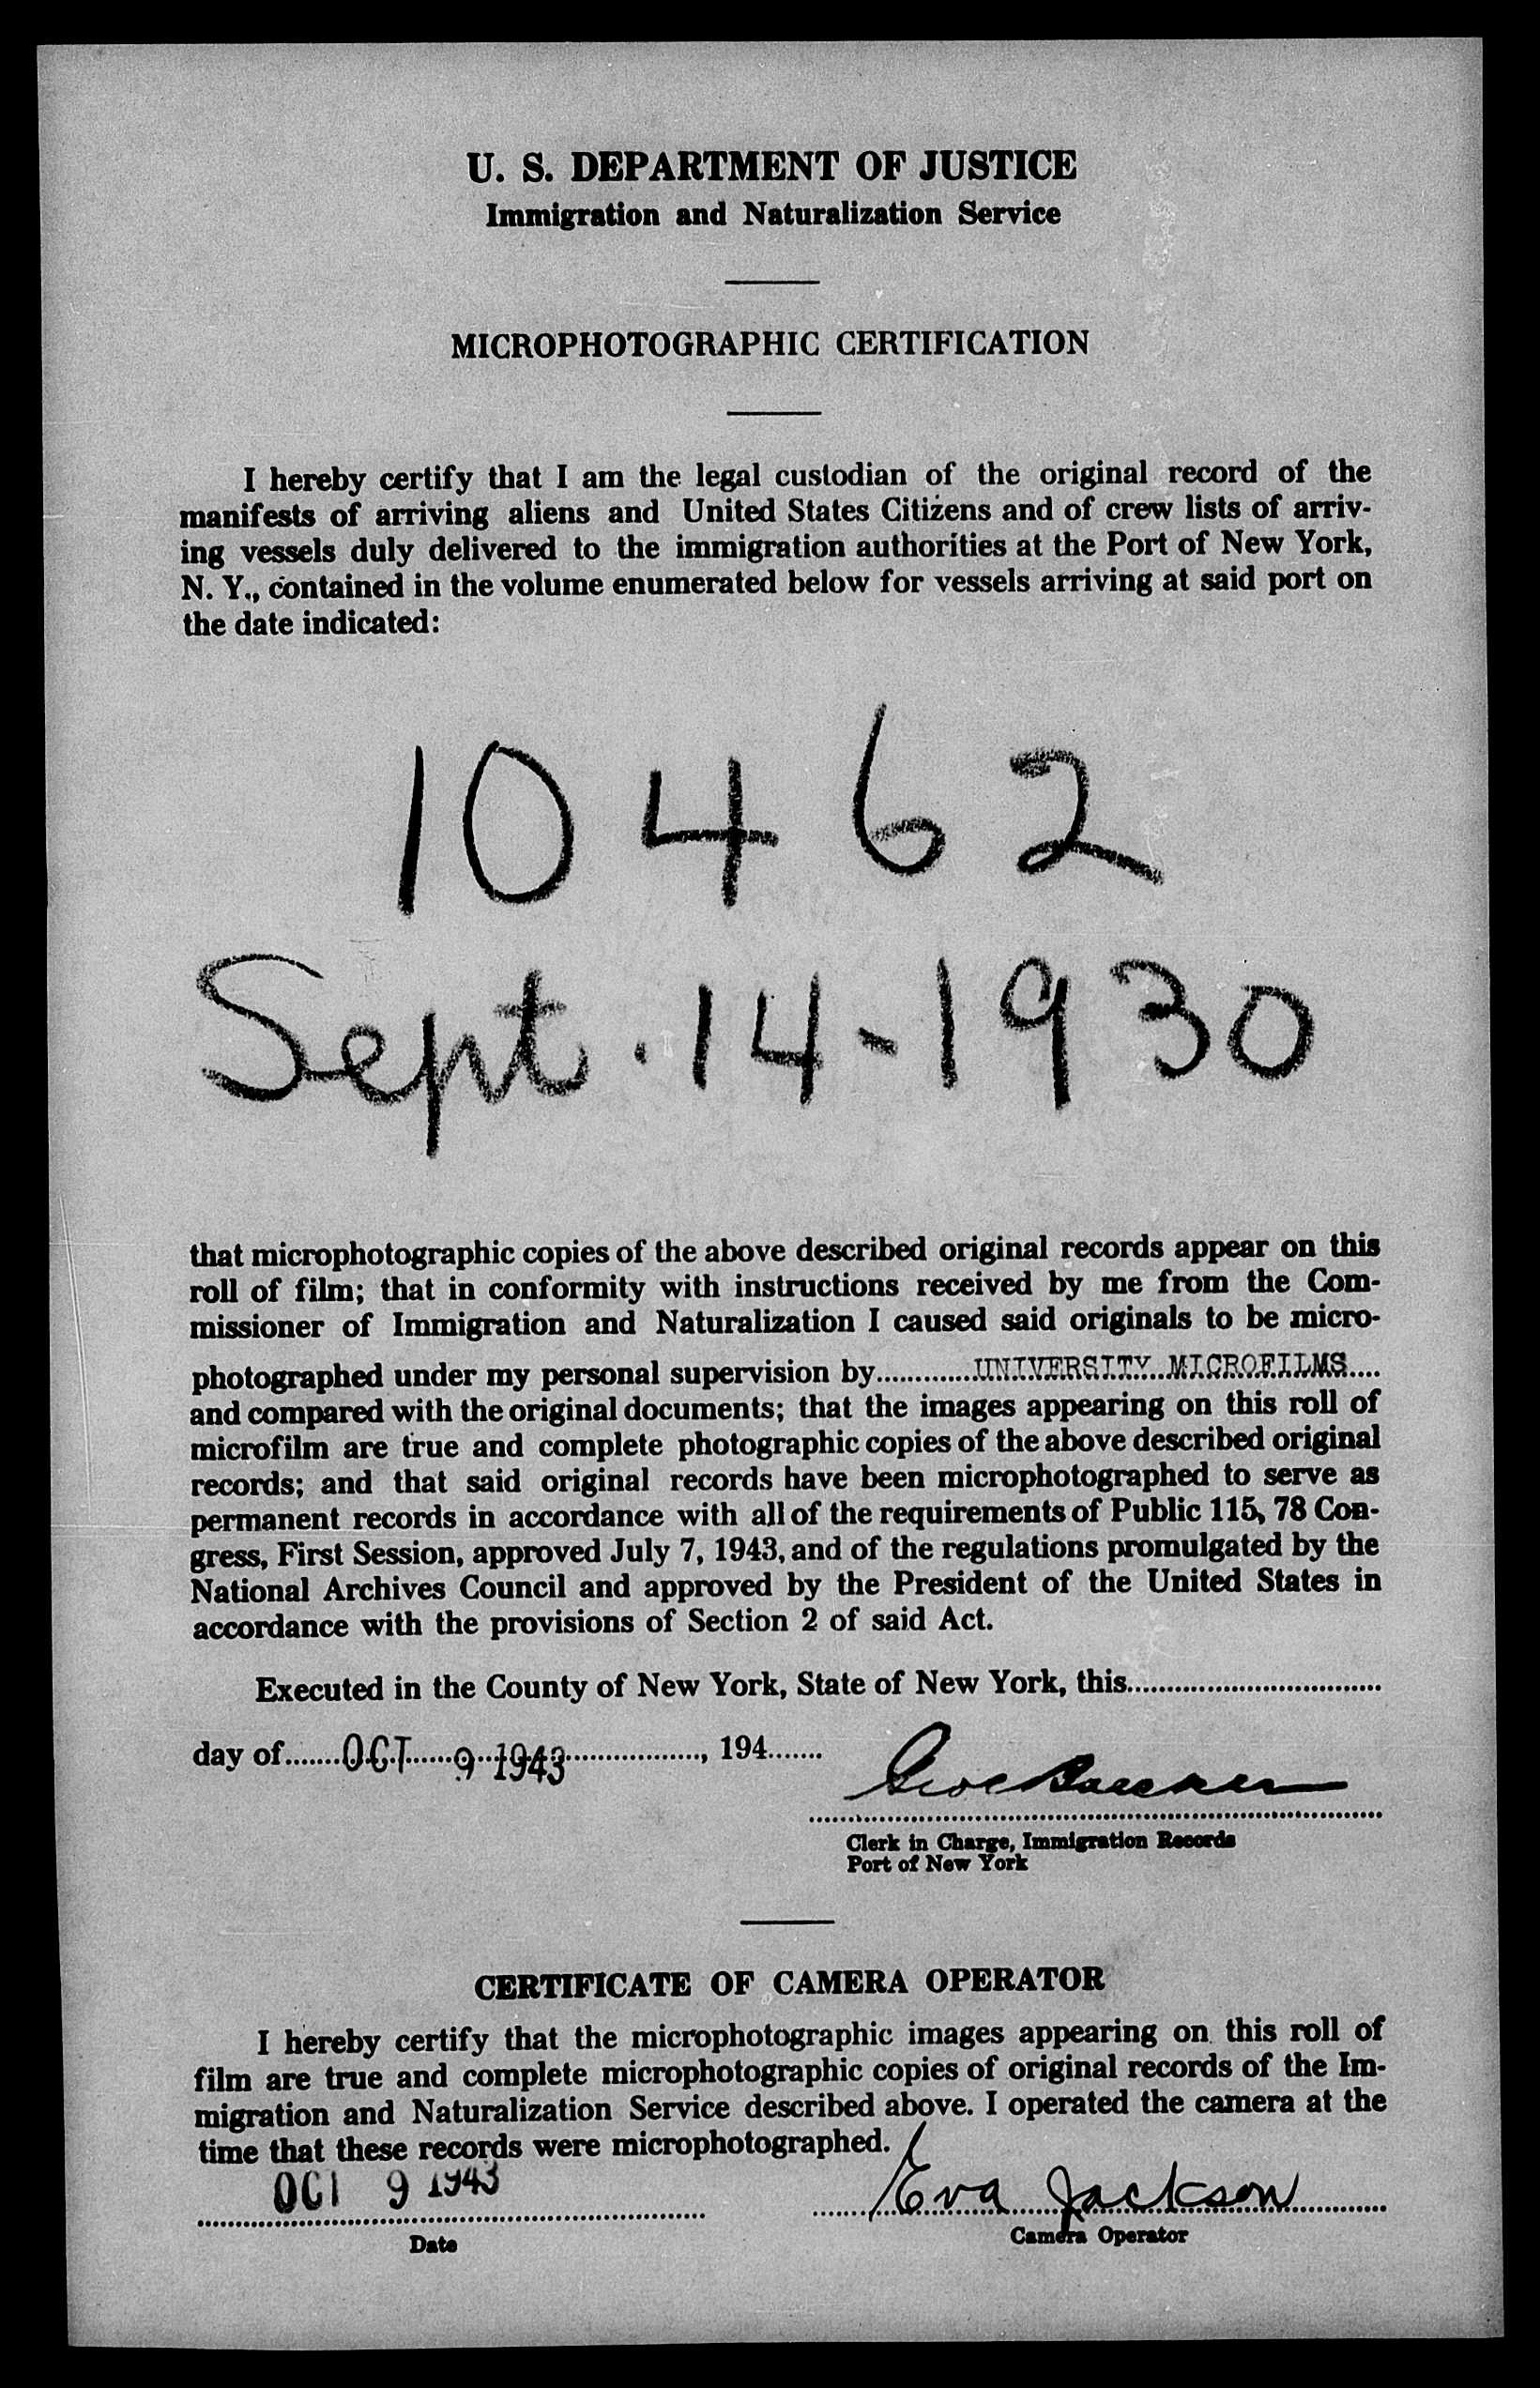 U. S. DEPARTMENT OF JUSTICE
Immigration and Naturalization Service
MICROPHOTOGRAPHIC CERTIFICATION
I hereby certify that I am the legal custodian of the original record of the
manifests of arriving aliens and United States Citizens and of crew lists of arriv-
ing vessels duly delivered to the immigration authorities at the Port of New York,
N. Y., contained in the volume enumerated below for vessels arriving at said port on
the date indicated:
10462
Sept. 14-1930
that microphotographic copies of the above described original records appear on this
roll of film; that in conformity with instructions received by me from the Com-
missioner of Immigration and Naturalization I caused said originals to be micro-
photographed under my personal supervision by UNIVERSITY MICROFILMS
and compared with the original documents; that the images appearing on this roll of
microfilm are true and complete photographic copies of the above described original
records; and that said original records have been microphotographed to serve as
permanent records in accordance with all of the requirements of Public 115, 78 Con-
gress, First Session, approved July 7, 1943, and of the regulations promulgated by the
National Archives Council and approved by the President of the United States in
accordance with the provisions of Section 2 of said Act.
Executed in the County of New York, State of New York, this
day of OCT 9 1943, 194
Clerk in Charge, Immigration Records
Port of New York
CERTIFICATE OF CAMERA OPERATOR
I hereby certify that the microphotographic images appearing on this roll of
film are true and complete microphotographic copies of original records of the Im-
migration and Naturalization Service described above. I operated the camera at the
time that these records were microphotographed.
OCT 9 1943 Eva Jackson
Date Camera Operator